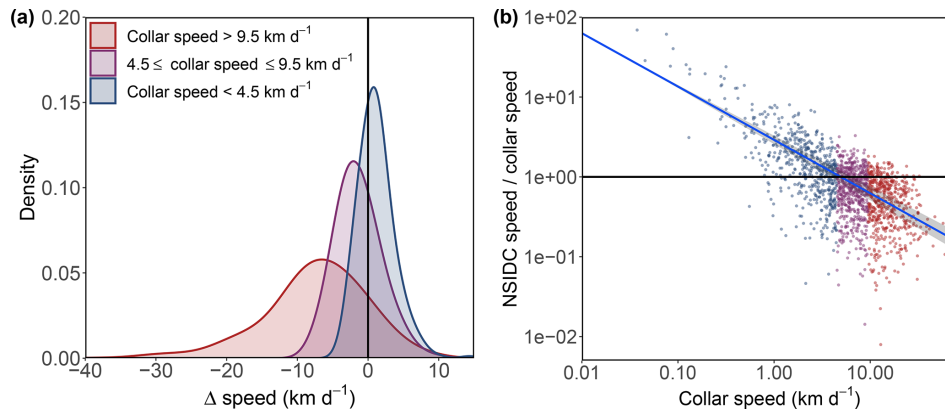 (a)
0.20
0.15
0.10
0.05
0.00
Density
Collar speed > 9.5 km d⁻¹
4.5 ≤ collar speed ≤ 9.5 km d⁻¹
Collar speed < 4.5 km d⁻¹
−40 −30 −20 −10 0 10
Δ speed (km d⁻¹)
(b)
1e+02
1e+01
1e+00
1e−01
1e−02
NSIDC speed / collar speed
0.01 0.10 1.00 10.00
Collar speed (km d⁻¹)